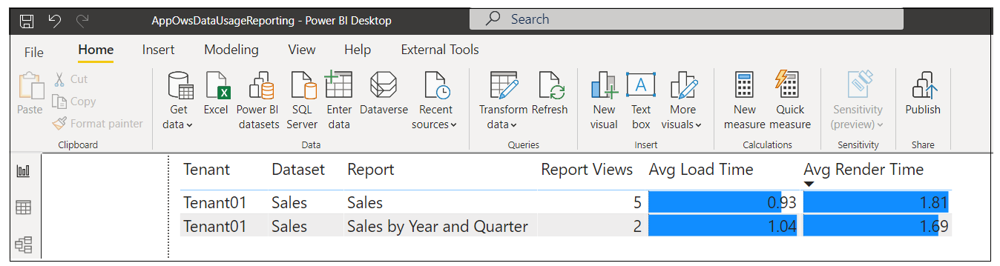 AppOwsDataUsageReporting - Power BI Desktop
Search
File Home Insert Modeling View Help External Tools
Paste
Cut
Copy
Format painter
Clipboard
Get data
Excel
Power BI datasets
SQL Server
Enter data
Dataverse
Recent sources
Data
Transform data
Refresh
Queries
New visual
Text box
A
More visuals
Insert
New measure
Quick measure
Calculations
Sensitivity (preview)
Sensitivity
Publish
Share
Tenant Dataset Report Report Views Avg Load Time Avg Render Time
Tenant01 Sales Sales 5 0.93 1.81
Tenant01 Sales Sales by Year and Quarter 2 1.04 1.69